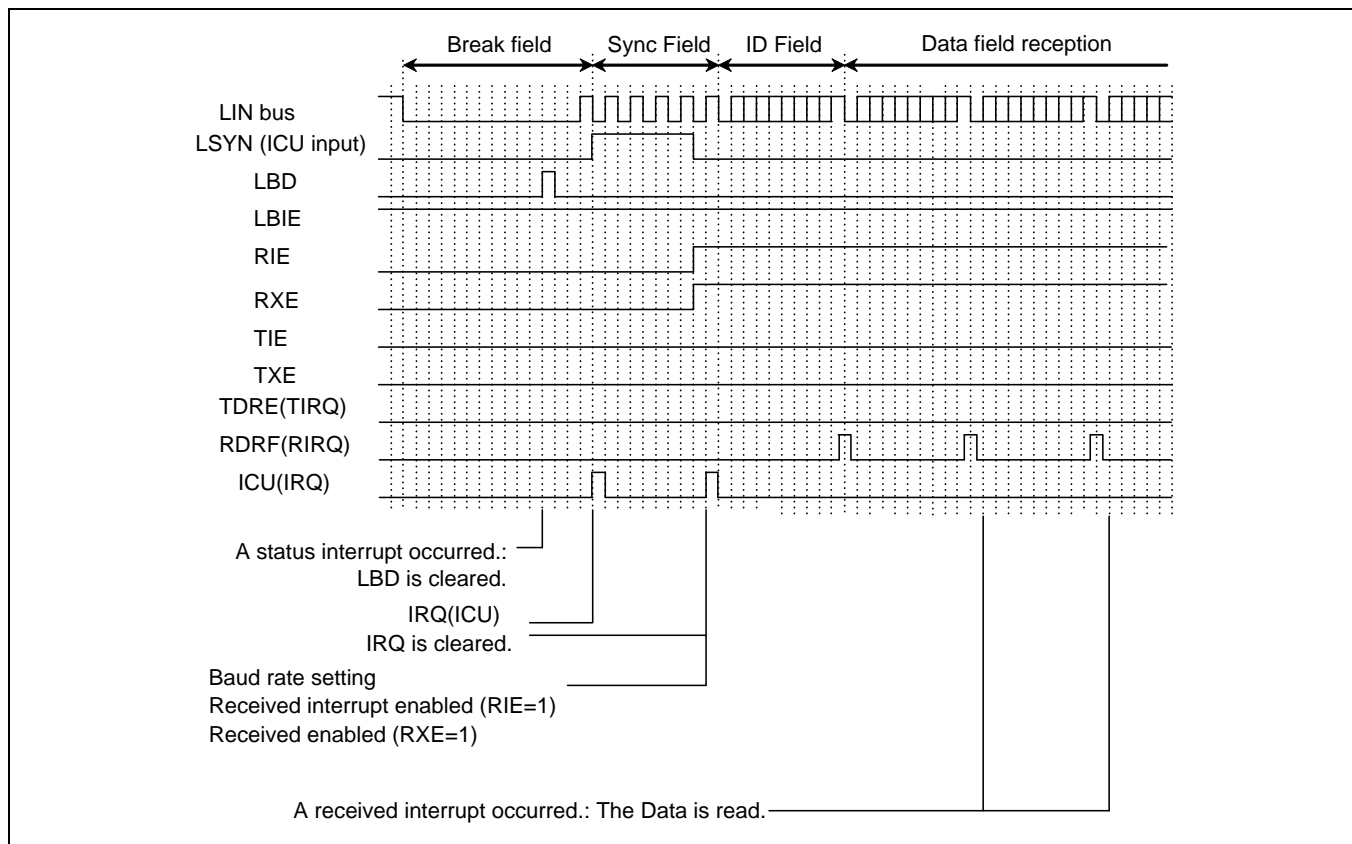 Break field Sync Field ID Field Data field reception
LIN bus
LSYN (ICU input)
LBD
LBIE
RIE
RXE
TIE
TXE
TDRE(TIRQ)
RDRF(RIRQ)
ICU(IRQ)
A status interrupt occurred.:
LBD is cleared.
IRQ(ICU)
IRQ is cleared.
Baud rate setting
Received interrupt enabled (RIE=1)
Received enabled (RXE=1)
A received interrupt occurred.: The Data is read.